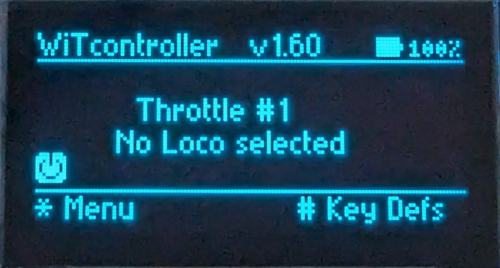 WiTcontroller v1.60 100%
Throttle #1
No Loco selected
* Menu # Key Defs